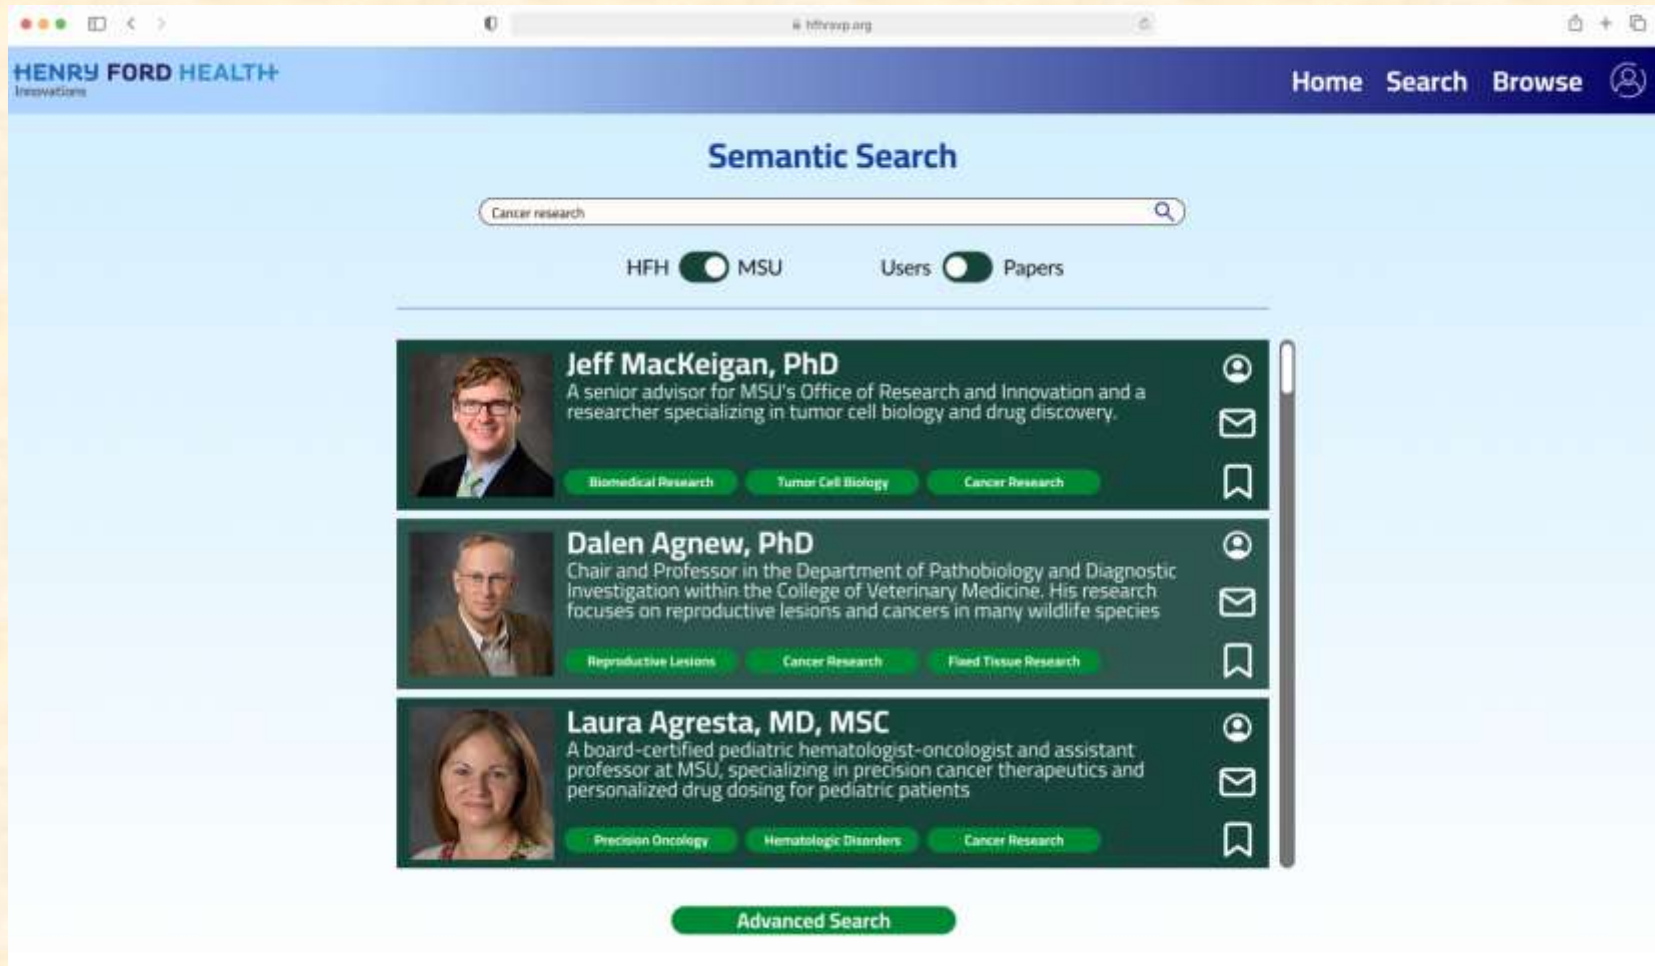 hfhrsvp.org
HENRY FORD HEALTH
Innovations
Home Search Browse
Semantic Search
Cancer research
HFH MSU Users Papers
Jeff MacKeigan, PhD
A senior advisor for MSU's Office of Research and Innovation and a
researcher specializing in tumor cell biology and drug discovery.
Biomedical Research Tumor Cell Biology Cancer Research
Dalen Agnew, PhD
Chair and Professor in the Department of Pathobiology and Diagnostic
Investigation within the College of Veterinary Medicine. His research
focuses on reproductive lesions and cancers in many wildlife species
Reproductive Lesions Cancer Research Fixed Tissue Research
Laura Agresta, MD, MSC
A board-certified pediatric hematologist-oncologist and assistant
professor at MSU, specializing in precision cancer therapeutics and
personalized drug dosing for pediatric patients
Precision Oncology Hematologic Disorders Cancer Research
Advanced Search